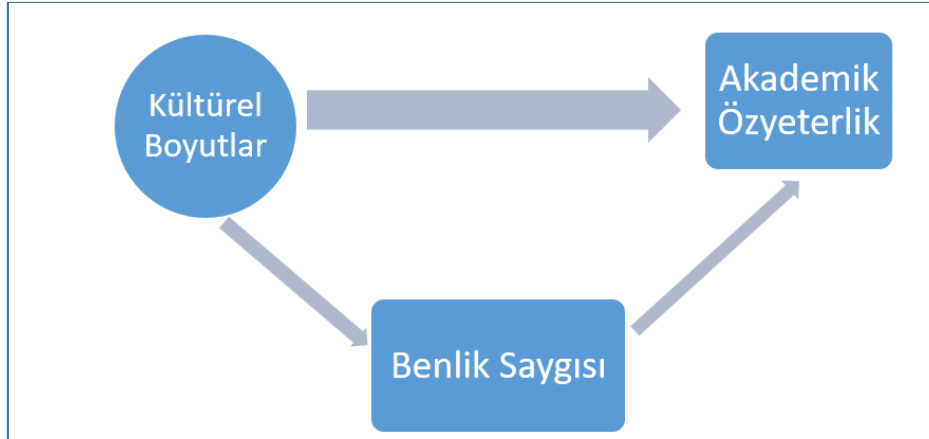 Kültürel
Boyutlar
Akademik
Özyeterlik
Benlik Saygısı